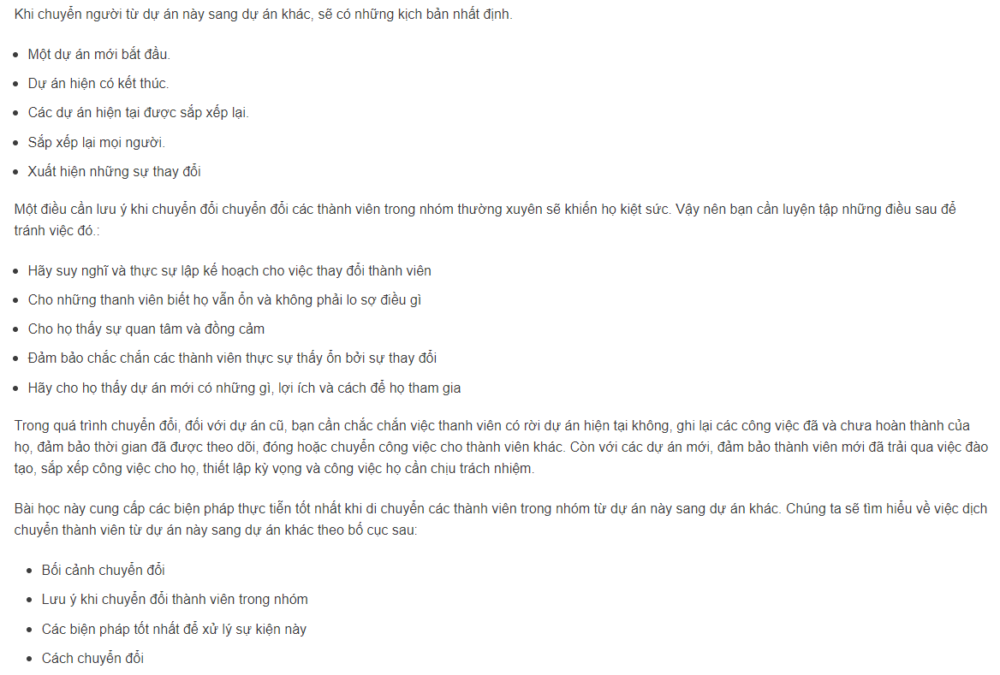 Khi chuyển người từ dự án này sang dự án khác, sẽ có những kịch bản nhất định.
Một dự án mới bắt đầu.
Dự án hiện có kết thúc.
Các dự án hiện tại được sắp xếp lại.
Sắp xếp lại mọi người.
Xuất hiện những sự thay đổi
Một điều cần lưu ý khi chuyển đổi chuyển đổi các thành viên trong nhóm thường xuyên sẽ khiến họ kiệt sức. Vậy nên bạn cần luyện tập những điều sau để
tránh việc đó.:
Hãy suy nghĩ và thực sự lập kế hoạch cho việc thay đổi thành viên
Cho những thanh viên biết họ vẫn ổn và không phải lo sợ điều gì
Cho họ thấy sự quan tâm và đồng cảm
Đảm bảo chắc chắn các thành viên thực sự thấy ổn bởi sự thay đổi
Hãy cho họ thấy dự án mới có những gì, lợi ích và cách để họ tham gia
Trong quá trình chuyển đổi, đối với dự án cũ, bạn cần chắc chắn việc thanh viên có rời dự án hiện tại không, ghi lại các công việc đã và chưa hoàn thành của
họ, đảm bảo thời gian đã được theo dõi, đóng hoặc chuyển công việc cho thành viên khác. Còn với các dự án mới, đảm bảo thành viên mới đã trải qua việc đào
tạo, sắp xếp công việc cho họ, thiết lập kỳ vọng và công việc họ cần chịu trách nhiệm.
Bài học này cung cấp các biện pháp thực tiễn tốt nhất khi di chuyển các thành viên trong nhóm từ dự án này sang dự án khác. Chúng ta sẽ tìm hiểu về việc dịch
chuyển thành viên từ dự án này sang dự án khác theo bố cục sau:
Bối cảnh chuyển đổi
Lưu ý khi chuyển đổi thành viên trong nhóm
Các biện pháp tốt nhất để xử lý sự kiện này
Cách chuyển đổi